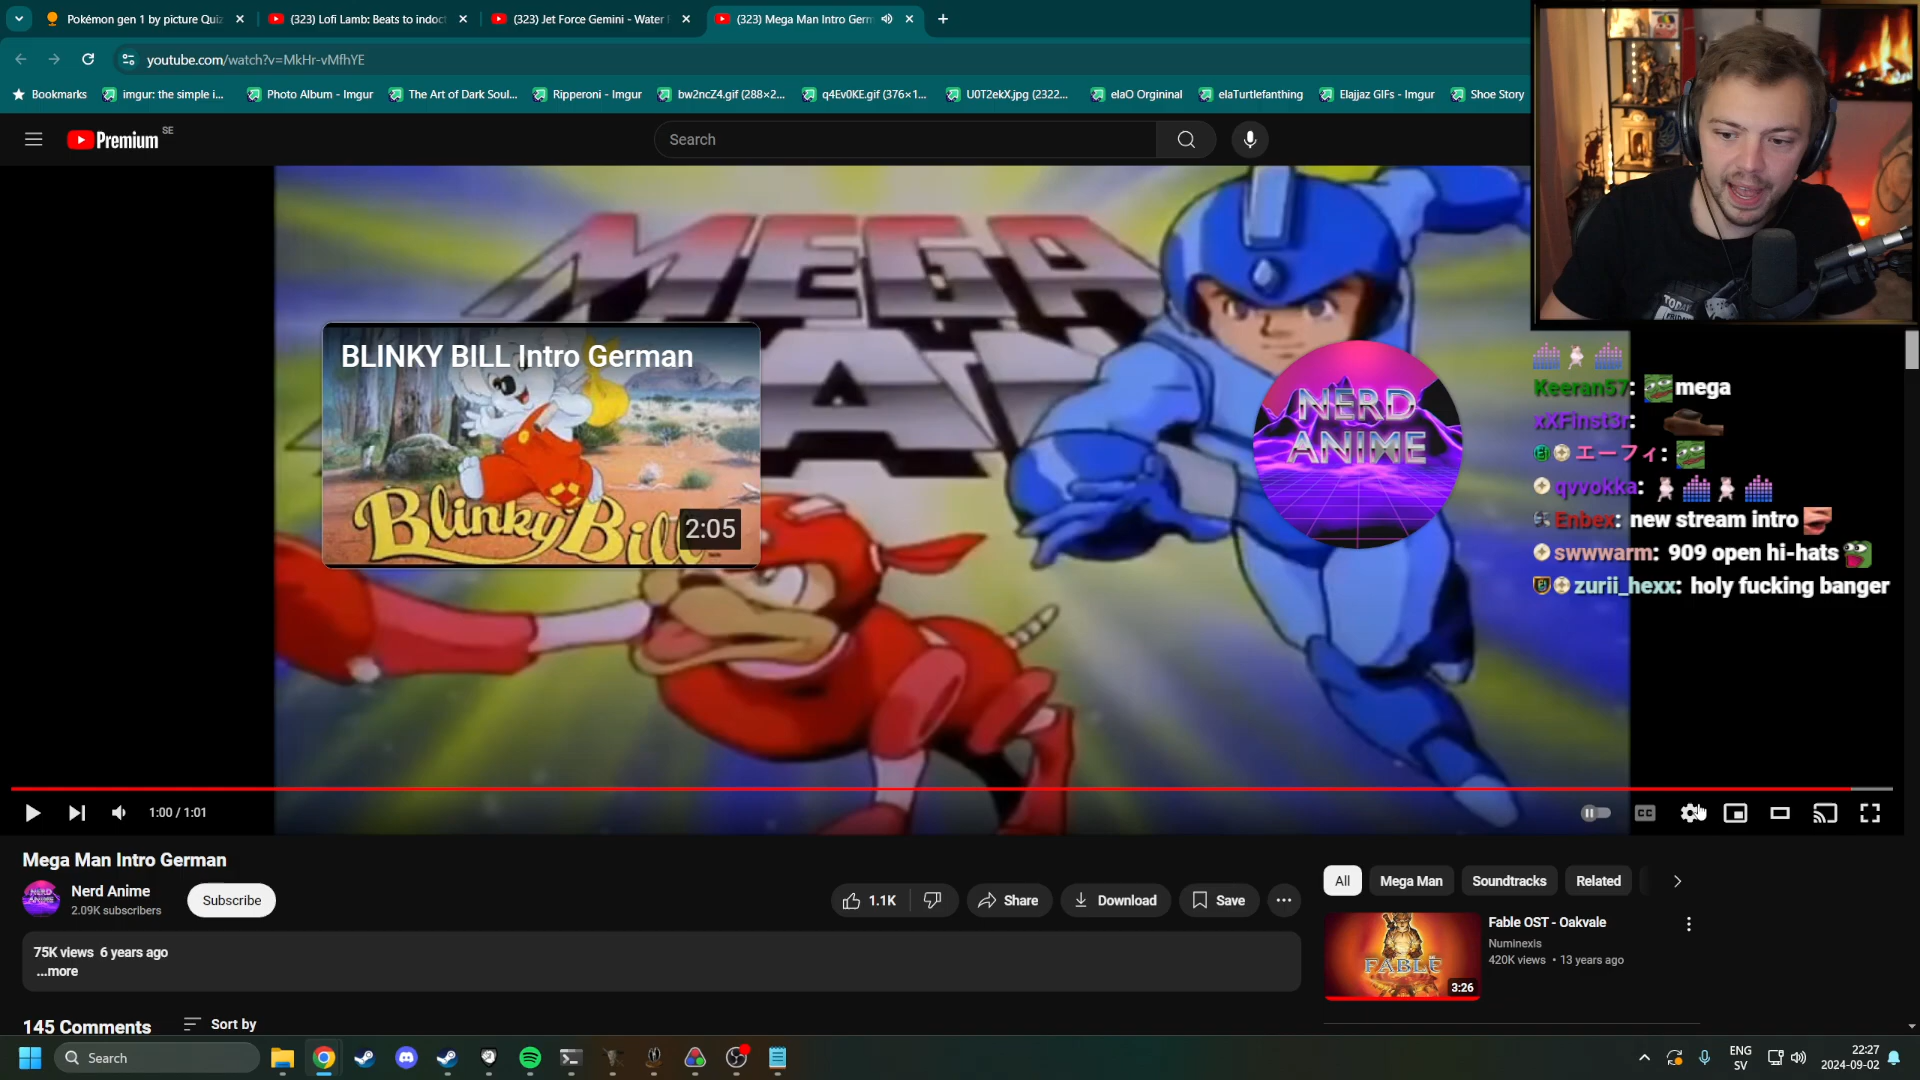 Pokémon gen 1 by picture Quiz
(323) Lofi Lamb: Beats to indoct
(323) Jet Force Gemini - Water
(323) Mega Man Intro Germ
youtube.com/watch?v=MkHr-vMfhYE
Bookmarks
imgur: the simple i...
Photo Album - Imgur
The Art of Dark Soul...
Ripperoni - Imgur
bw2ncZ4.gif (288×2...
q4Ev0KE.gif (376×1...
U0T2ekX.jpg (2322...
elaO Orgininal
elaTurtlefanthing
Elajjaz GIFs - Imgur
Shoe Story
Premium SE
Search
TODAY
MEGA
MAN
BLINKY BILL Intro German
Blinky Bill
2:05
NERD
ANIME
Keeran57: mega
xXFinst3r:
エーフィ:
qvvokka:
Enbex: new stream intro
swwwarm: 909 open hi-hats
zurii_hexx: holy fucking banger
1:00 / 1:01
CC
Mega Man Intro German
Nerd Anime
2.09K subscribers
Subscribe
1.1K
Share
Download
Save
All
Mega Man
Soundtracks
Related
75K views 6 years ago
...more
FABLE
3:26
Fable OST - Oakvale
Numinexis
420K views • 13 years ago
145 Comments
Sort by
Search
ENG
SV
22:27
2024-09-02